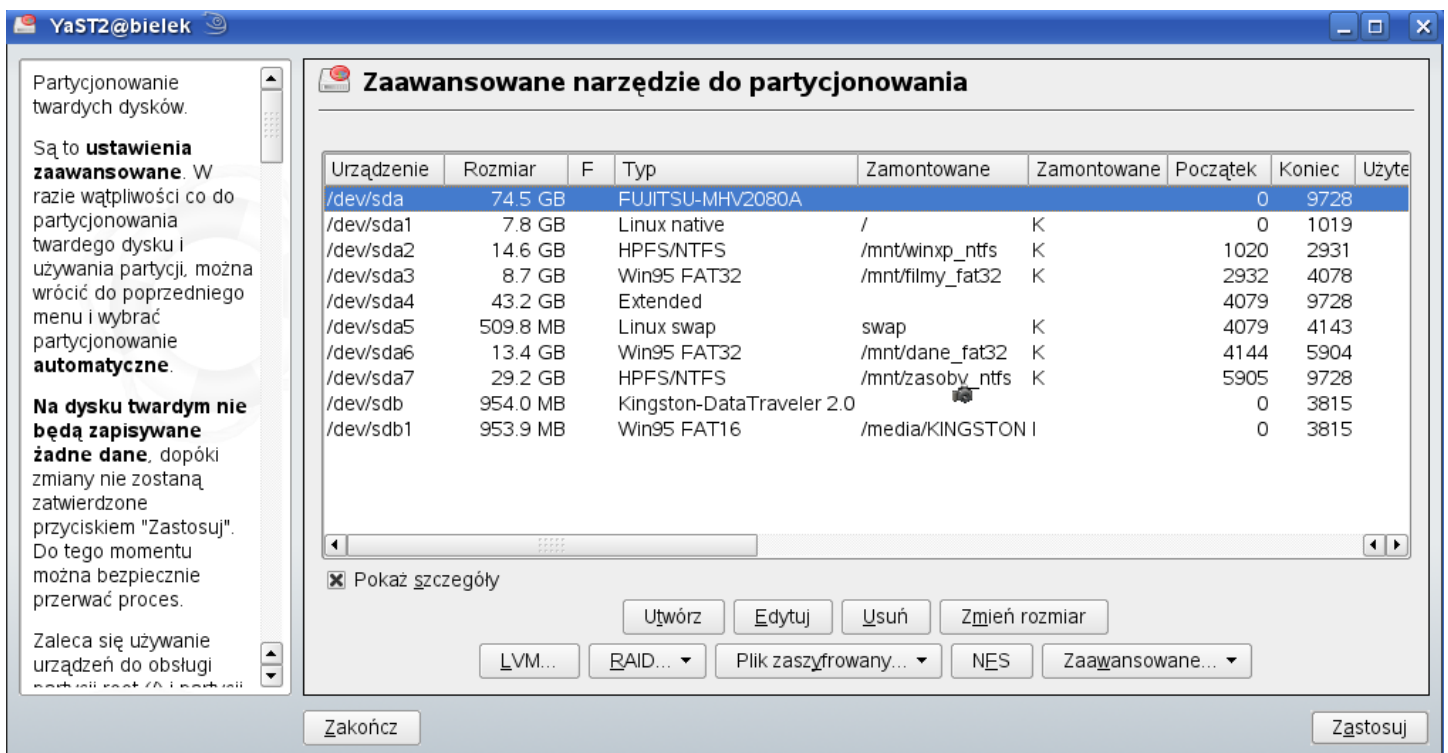 YaST2@bielek
Partycjonowanie
twardych dysków.
Są to ustawienia
zaawansowane. W
razie wątpliwości co do
partycjonowania
twardego dysku i
używania partycji, można
wrócić do poprzedniego
menu i wybrać
partycjonowanie
automatyczne.
Na dysku twardym nie
będą zapisywane
żadne dane, dopóki
zmiany nie zostaną
zatwierdzone
przyciskiem "Zastosuj".
Do tego momentu
można bezpiecznie
przerwać proces.
Zaleca się używanie
urządzeń do obsługi
partycji root (/) i partycji
Zaawansowane narzędzie do partycjonowania
Urządzenie Rozmiar F Typ Zamontowane Zamontowane Początek Koniec Użyte
/dev/sda 74.5 GB FUJITSU-MHV2080A 0 9728
/dev/sda1 7.8 GB Linux native / K 0 1019
/dev/sda2 14.6 GB HPFS/NTFS /mnt/winxp_ntfs K 1020 2931
/dev/sda3 8.7 GB Win95 FAT32 /mnt/filmy_fat32 K 2932 4078
/dev/sda4 43.2 GB Extended 4079 9728
/dev/sda5 509.8 MB Linux swap swap K 4079 4143
/dev/sda6 13.4 GB Win95 FAT32 /mnt/dane_fat32 K 4144 5904
/dev/sda7 29.2 GB HPFS/NTFS /mnt/zasoby_ntfs K 5905 9728
/dev/sdb 954.0 MB Kingston-DataTraveler 2.0 0 3815
/dev/sdb1 953.9 MB Win95 FAT16 /media/KINGSTON I 0 3815
Pokaż szczegóły
Utwórz Edytuj Usuń Zmień rozmiar
LVM... RAID... Plik zaszyfrowany... NFS Zaawansowane...
Zakończ Zastosuj